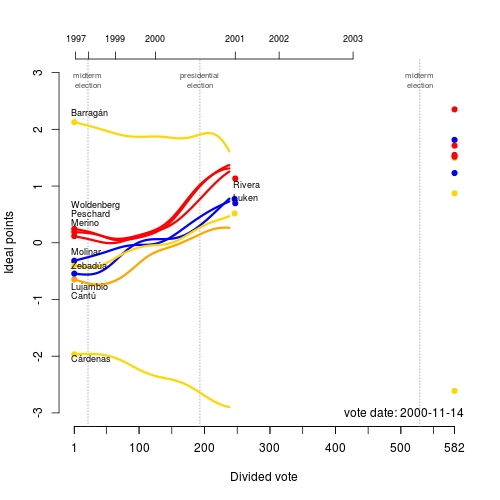 1997 1999 2000 2001 2002 2003
midterm election
presidential election
midterm election
3
2
1
0
-1
-2
-3
Ideal points
Barragán
Rivera
Luken
Woldenberg
Peschard
Merino
Molinar
Zebadúa
Lujambio
Cantú
Cárdenas
vote date: 2000-11-14
1 100 200 300 400 500 582
Divided vote